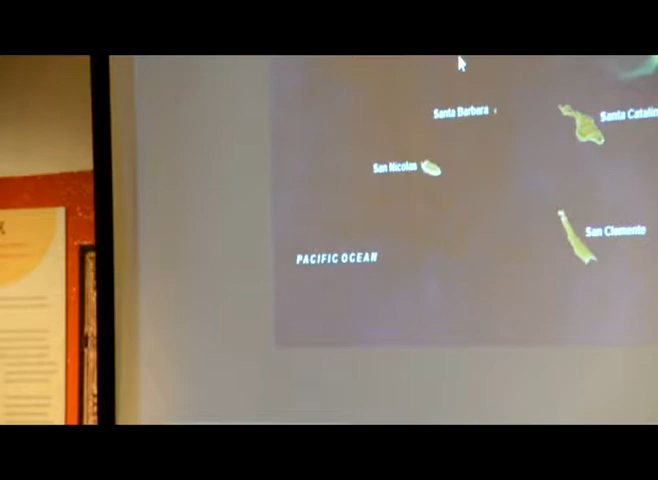 Santa Barbara
Santa Catalin
San Nicolas
San Clemente
PACIFIC OCEAN